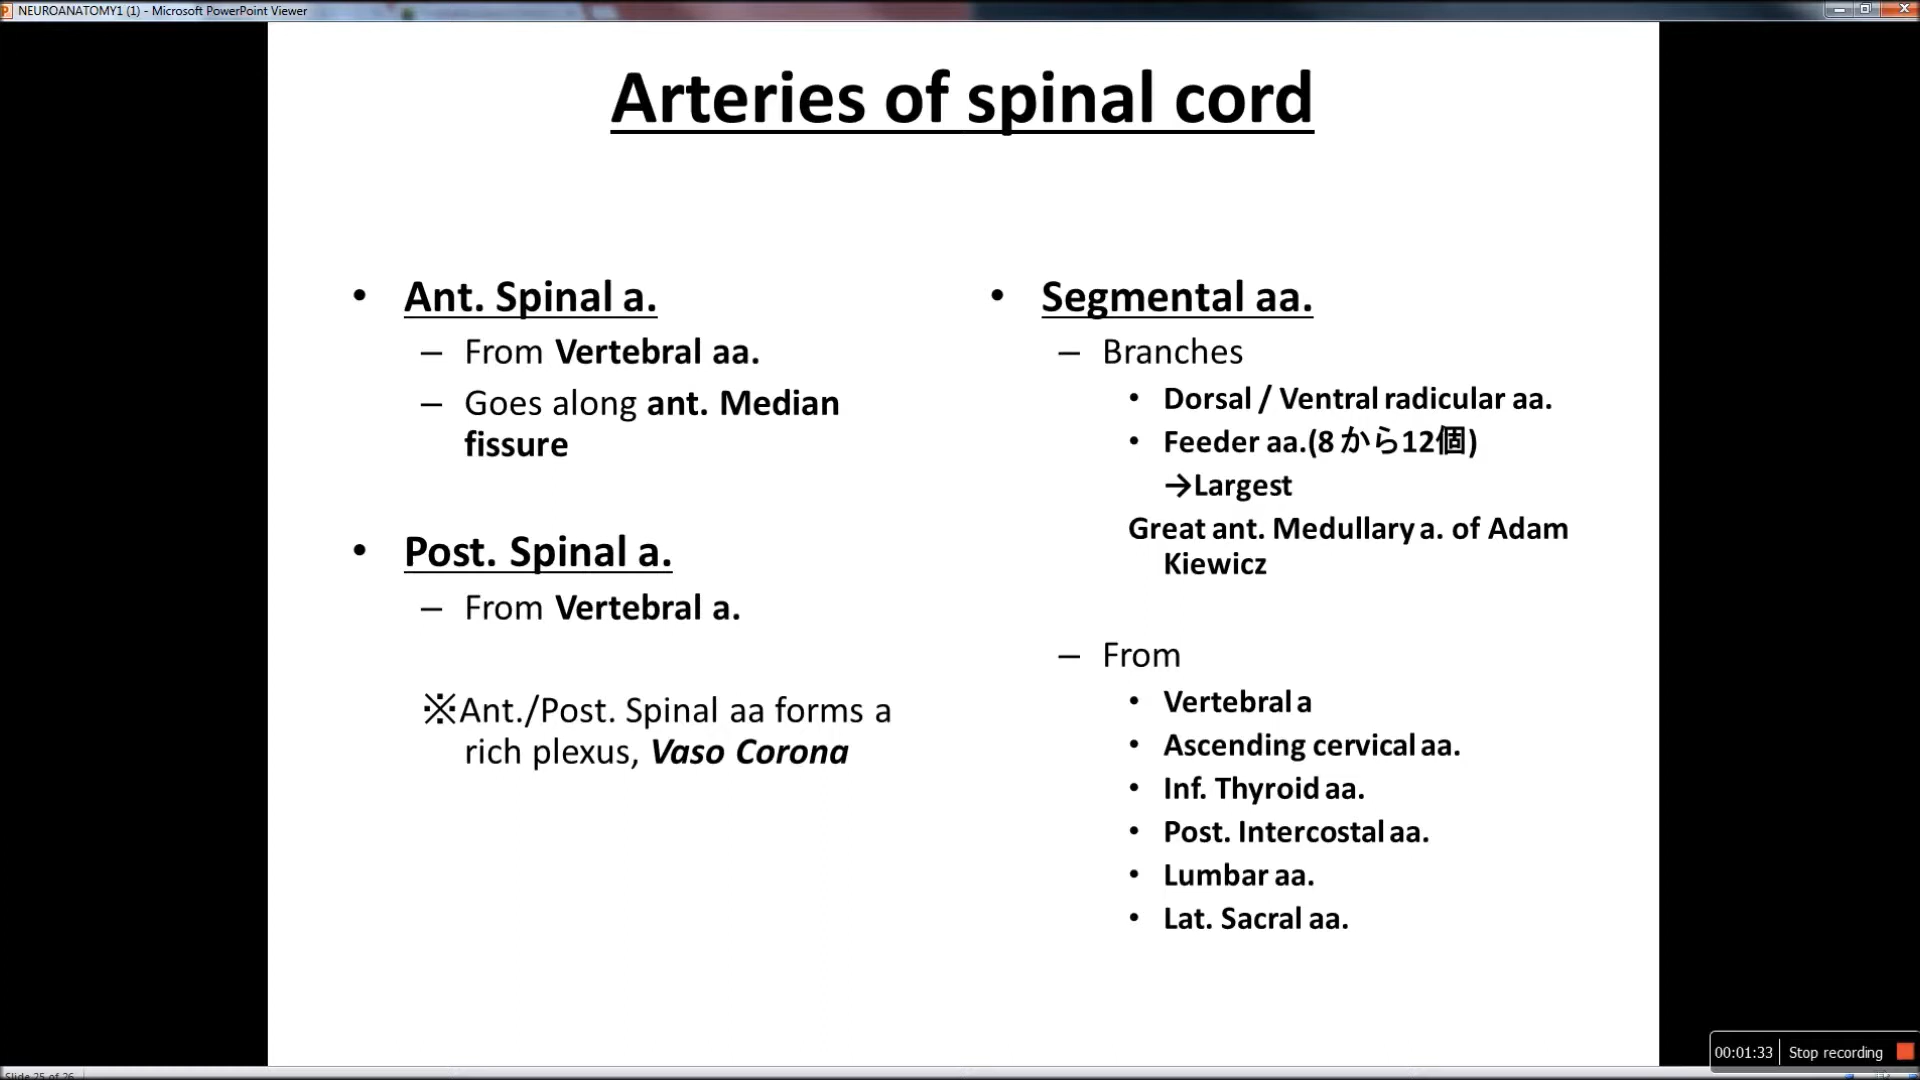 NEUROANATOMY1 (1) - Microsoft PowerPoint Viewer
Arteries of spinal cord
• Ant. Spinal a.
– From Vertebral aa.
– Goes along ant. Median
fissure
• Post. Spinal a.
– From Vertebral a.
※Ant./Post. Spinal aa forms a
rich plexus, Vaso Corona
• Segmental aa.
– Branches
• Dorsal / Ventral radicular aa.
• Feeder aa.(8 から12個)
→Largest
Great ant. Medullary a. of Adam
Kiewicz
– From
• Vertebral a
• Ascending cervical aa.
• Inf. Thyroid aa.
• Post. Intercostal aa.
• Lumbar aa.
• Lat. Sacral aa.
00:01:33 Stop recording
Slide 25 of 26